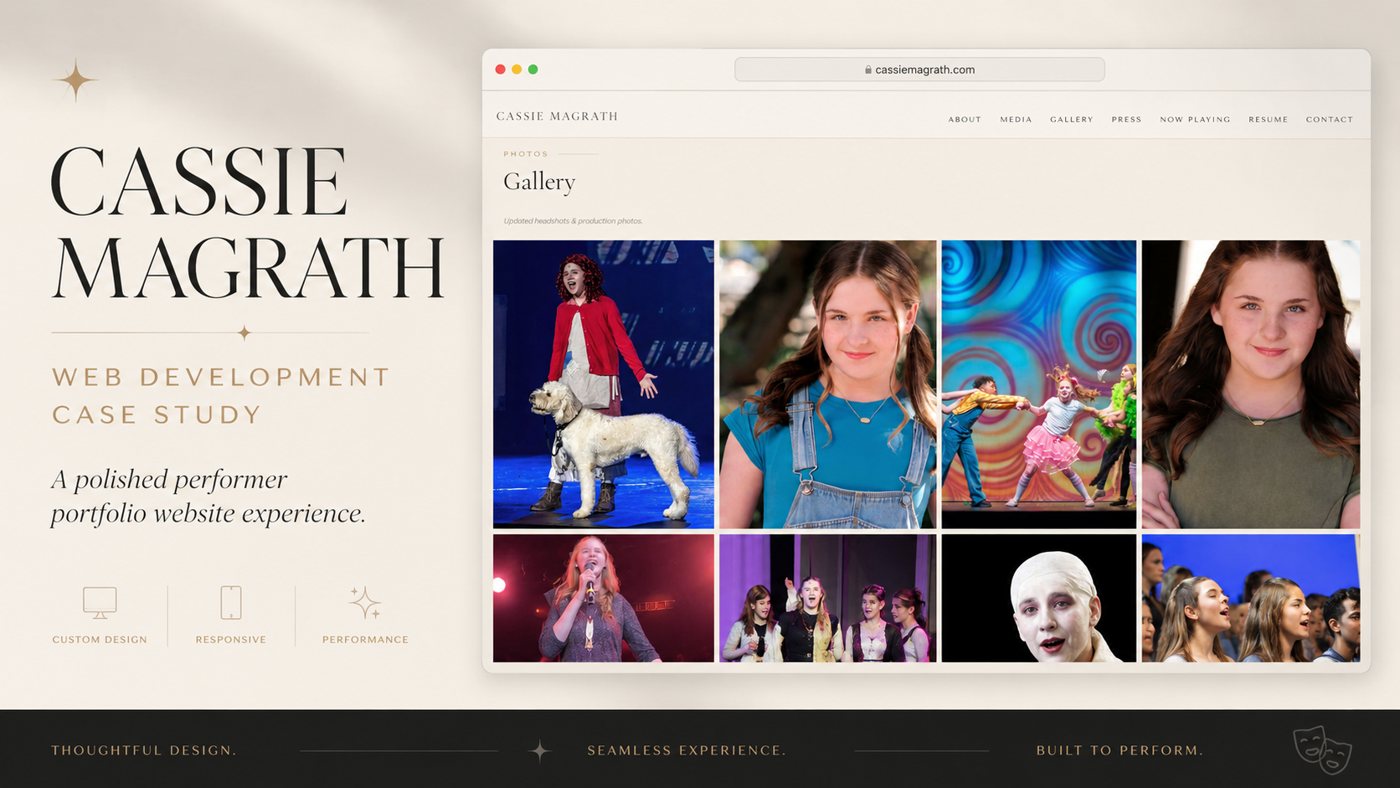 CASSIE
MAGRATH
WEB DEVELOPMENT
CASE STUDY
A polished performer
portfolio website experience.
CUSTOM DESIGN
RESPONSIVE
PERFORMANCE
cassiemagrath.com
CASSIE MAGRATH
ABOUT MEDIA GALLERY PRESS NOW PLAYING RESUME CONTACT
PHOTOS
Gallery
Updated headshots & production photos.
THOUGHTFUL DESIGN.
SEAMLESS EXPERIENCE.
BUILT TO PERFORM.